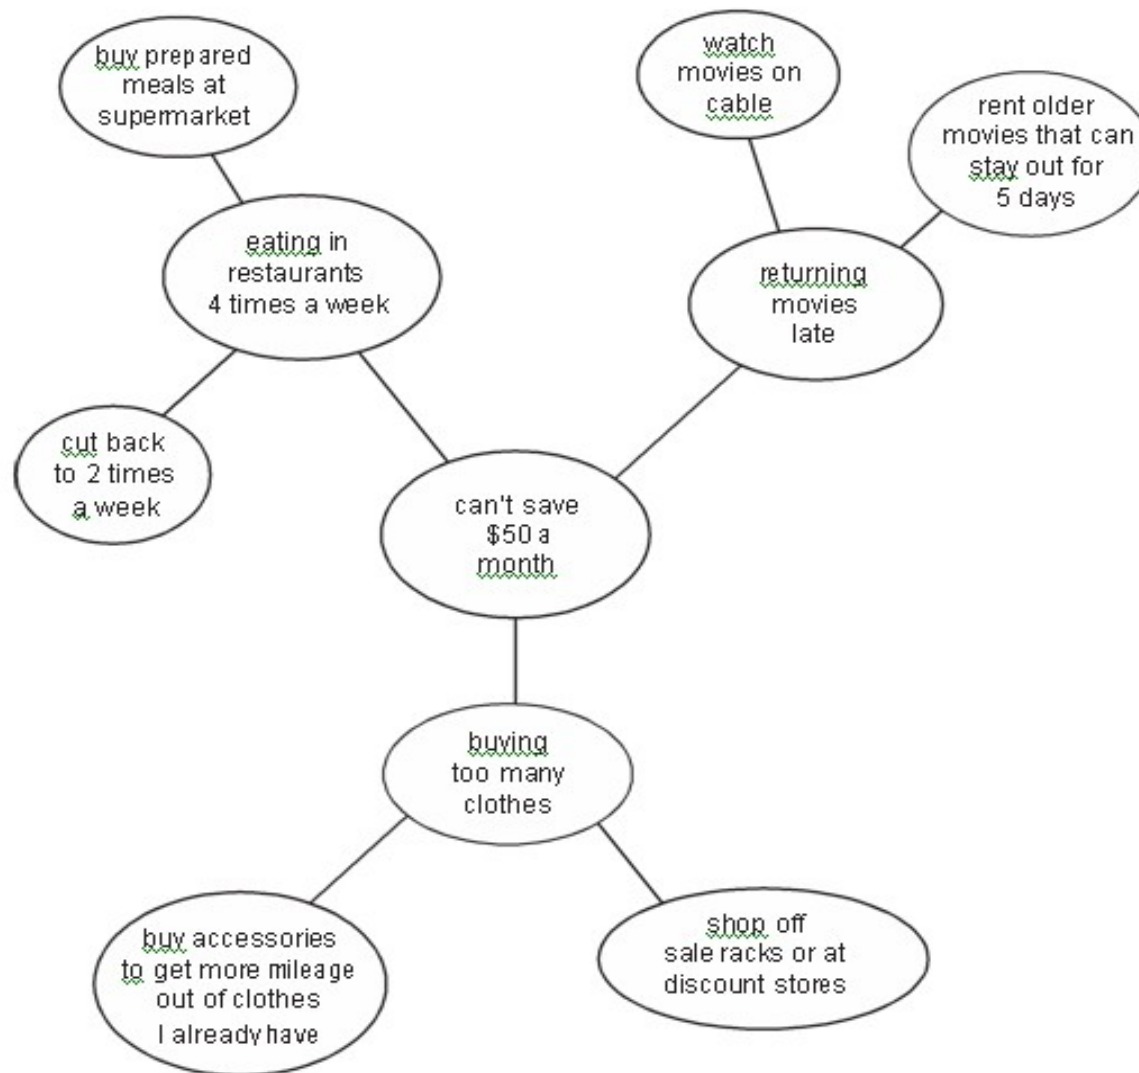 buy prepared
meals at
supermarket
watch
movies on
cable
rent older
movies that can
stay out for
5 days
eating in
restaurants
4 times a week
returning
movies
late
cut back
to 2 times
a week
can't save
$50 a
month
buying
too many
clothes
buy accessories
to get more mileage
out of clothes
I already have
shop off
sale racks or at
discount stores